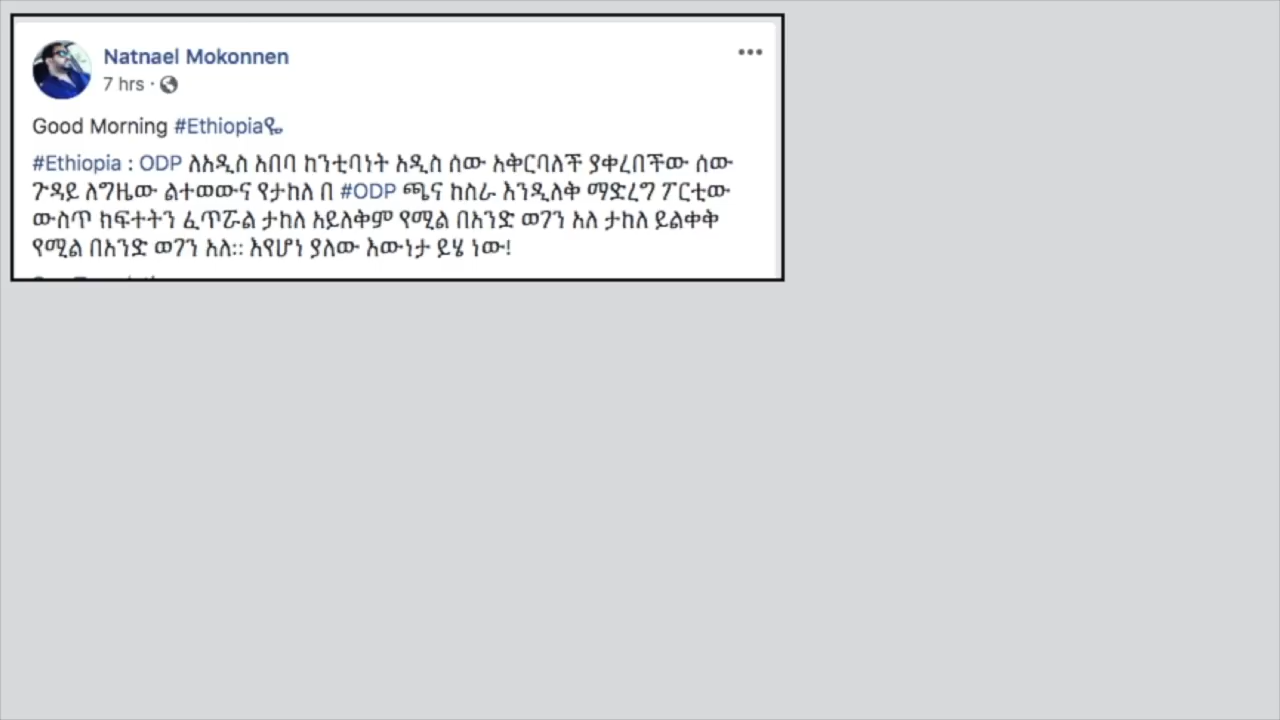 Natnael Mokonnen
7 hrs ·
Good Morning #Ethiopiaዬ
#Ethiopia : ODP ለአዲስ አበባ ከንቲባነት አዲስ ሰው አቅርባለች ያቀረበችው ሰው
ጉዳይ ለግዜው ልተወውና የታከለ በ #ODP ጫና ከስራ እንዲለቅ ማድረግ ፖርቲው
ውስጥ ክፍተትን ፈጥሯል ታከለ አይለቅም የሚል በአንድ ወገን አለ ታከለ ይልቀቅ
የሚል በአንድ ወገን አለ:: እየሆነ ያለው እውነታ ይሄ ነው!